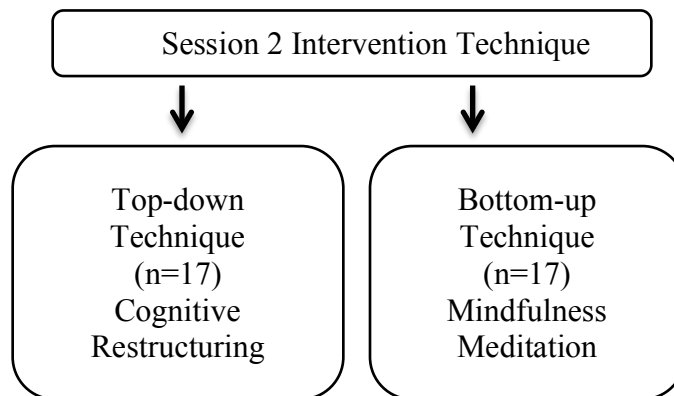 Session 2 Intervention Technique
Top-down
Technique
(n=17)
Cognitive
Restructuring
Bottom-up
Technique
(n=17)
Mindfulness
Meditation